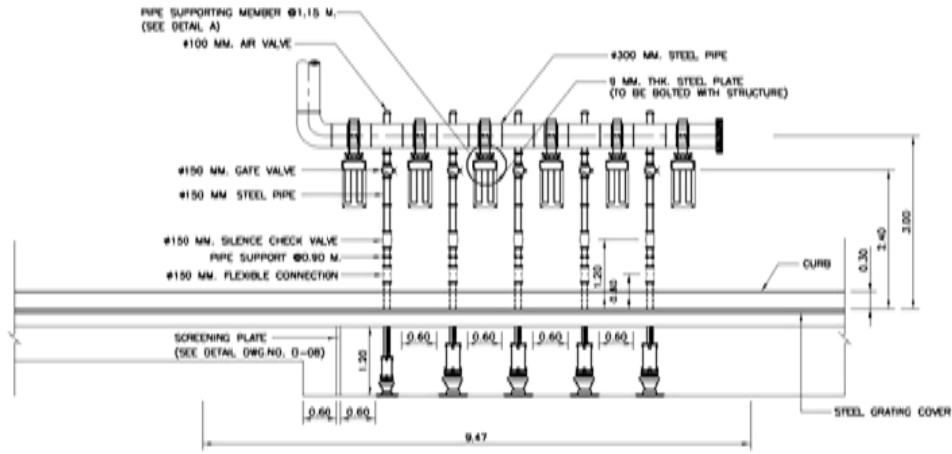 PIPE SUPPORTING MEMBER @1.15 M.
(SEE DETAIL A)
ø100 MM. AIR VALVE
ø300 MM. STEEL PIPE
9 MM. THK. STEEL PLATE
(TO BE BOLTED WITH STRUCTURE)
ø150 MM. GATE VALVE
ø150 MM STEEL PIPE
ø150 MM. SILENCE CHECK VALVE
PIPE SUPPORT @0.90 M.
ø150 MM. FLEXIBLE CONNECTION
CURB
3.00
2.40
0.30
1.20
SCREENING PLATE
(SEE DETAIL DWG.NO. D-08)
1.20
0.60
0.60
0.60
0.60
0.60
0.60
STEEL GRATING COVER
9.47